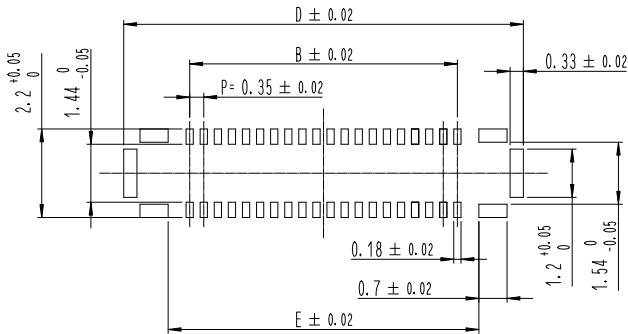 D ± 0.02
B ± 0.02
0.33 ± 0.02
P= 0.35 ± 0.02
2.2 +0.05 0
1.44 0 -0.05
0.18 ± 0.02
0.7 ± 0.02
1.2 +0.05 0
1.54 0 -0.05
E ± 0.02